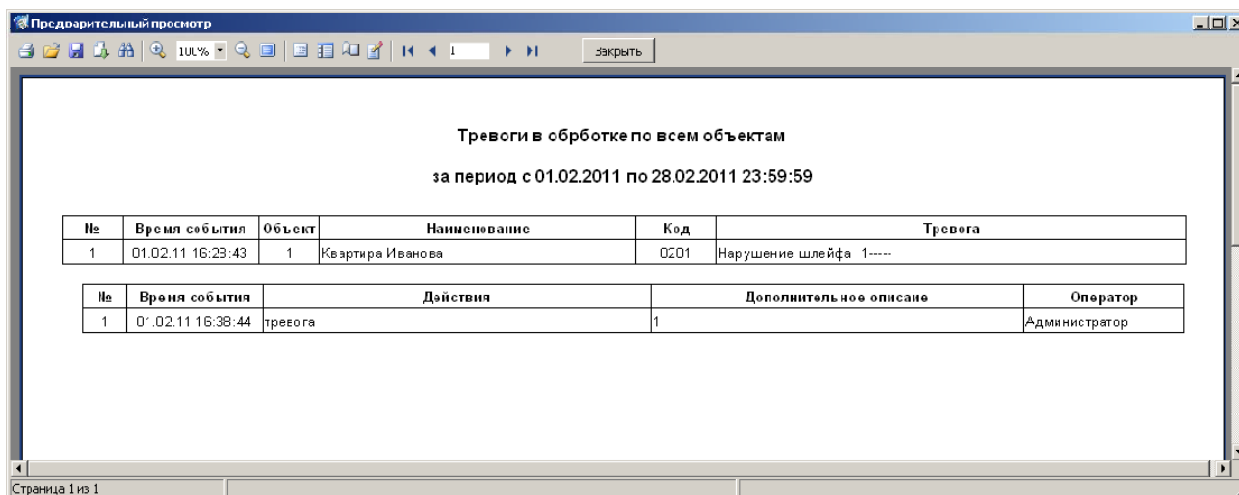 Предварительный просмотр
100% 1 Закрыть
Тревоги в обрботке по всем объектам
за период с 01.02.2011 по 28.02.2011 23:59:59
№ Время события Объект Наименование Код Тревога
1 01.02.11 16:23:43 1 Квартира Иванова 0201 Нарушение шлейфа 1-----
№ Время события Действия Дополнительное описане Оператор
1 01.02.11 16:38:44 тревога 1 Администратор
Страница 1 из 1